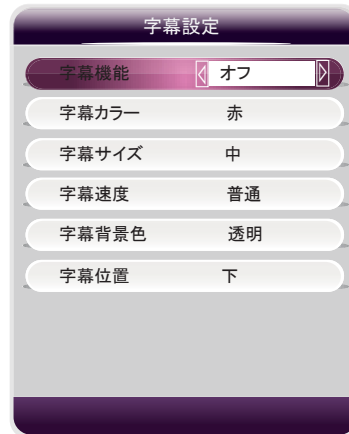 字幕設定
字幕機能 オフ
字幕カラー 赤
字幕サイズ 中
字幕速度 普通
字幕背景色 透明
字幕位置 下